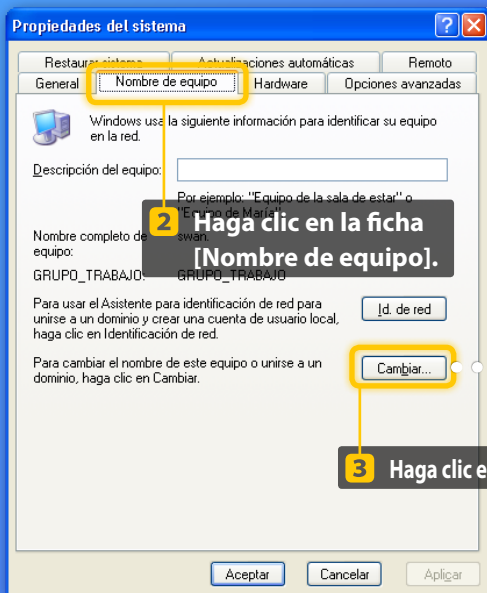 Propiedades del sistema
Restaurar sistema
Actualizaciones automáticas
Remoto
General
Nombre de equipo
Hardware
Opciones avanzadas
Windows usa la siguiente información para identificar su equipo
en la red.
Descripción del equipo:
Por ejemplo: "Equipo de la sala de estar" o
"Equipo de María".
2 Haga clic en la ficha
[Nombre de equipo].
Nombre completo de
equipo:
swan.
GRUPO_TRABAJO:
GRUPO_TRABAJO
Para usar el Asistente para identificación de red para
unirse a un dominio y crear una cuenta de usuario local,
haga clic en Identificación de red.
Id. de red
Para cambiar el nombre de este equipo o unirse a un
dominio, haga clic en Cambiar.
Cambiar...
3 Haga clic e
Aceptar
Cancelar
Aplicar